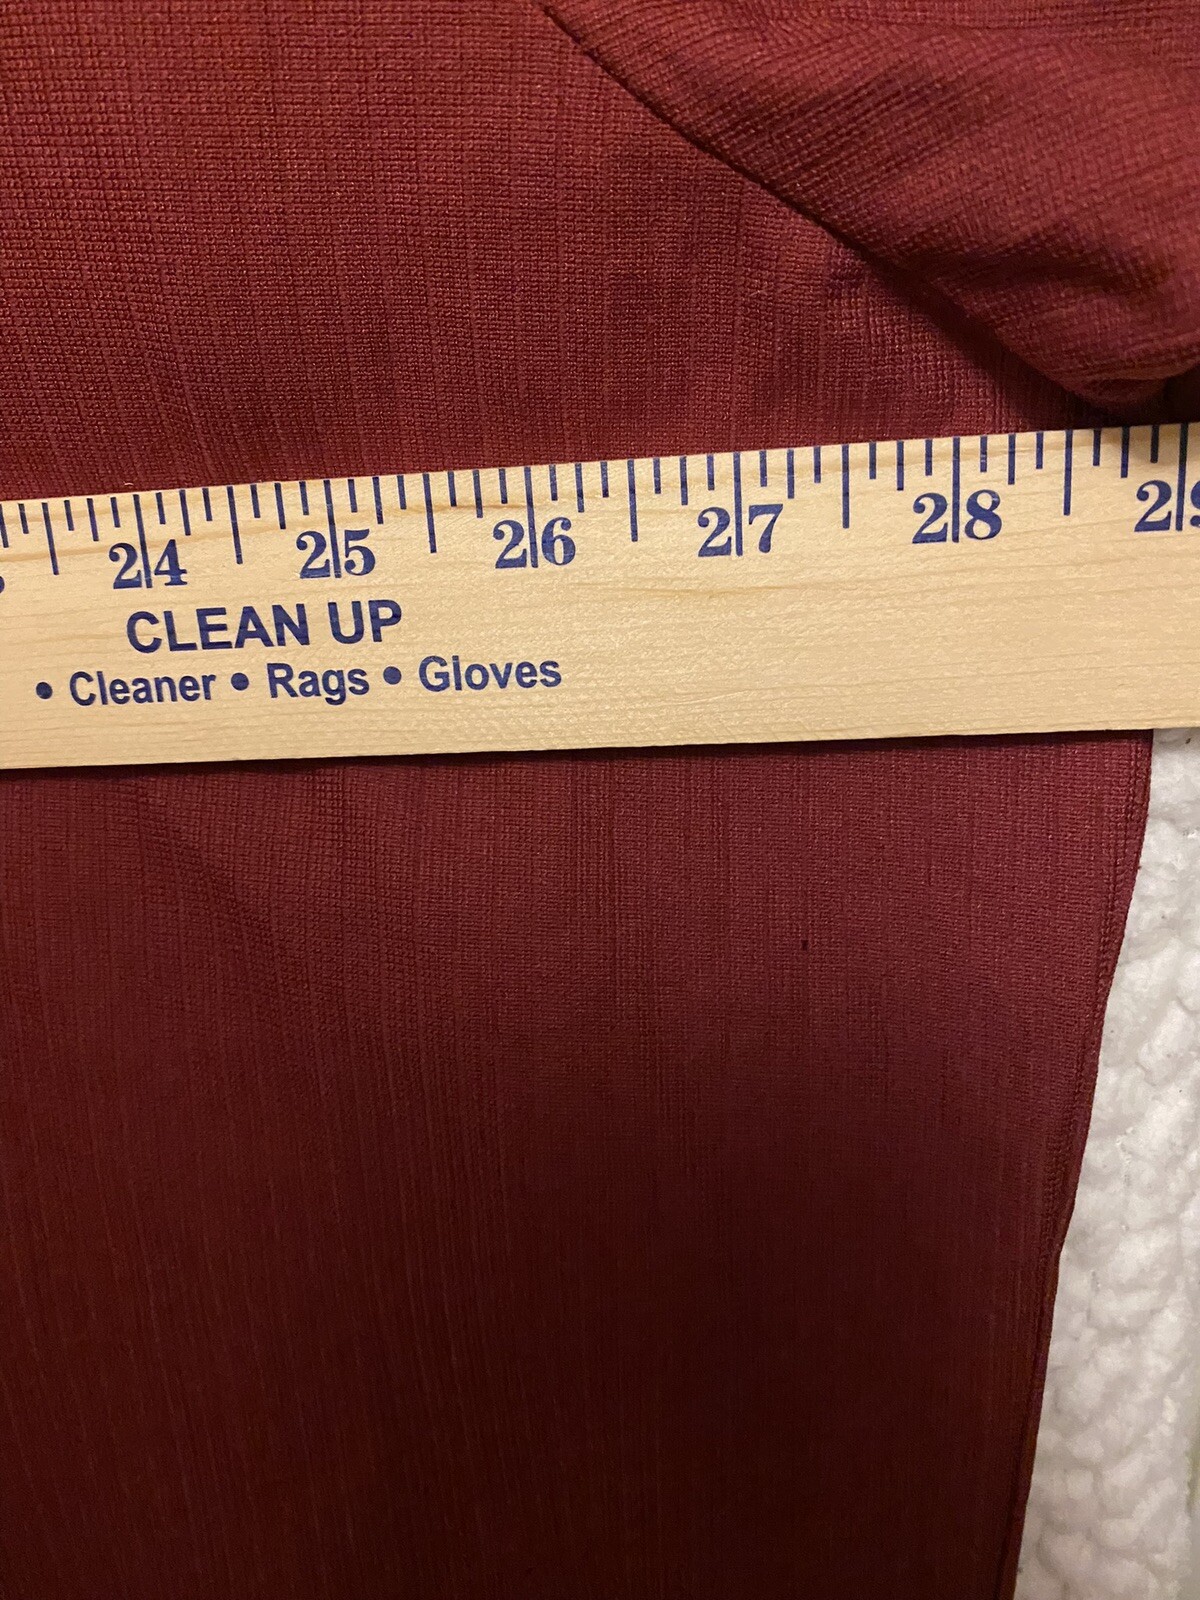 24 25 26 27 28 29
CLEAN UP
• Cleaner • Rags • Gloves